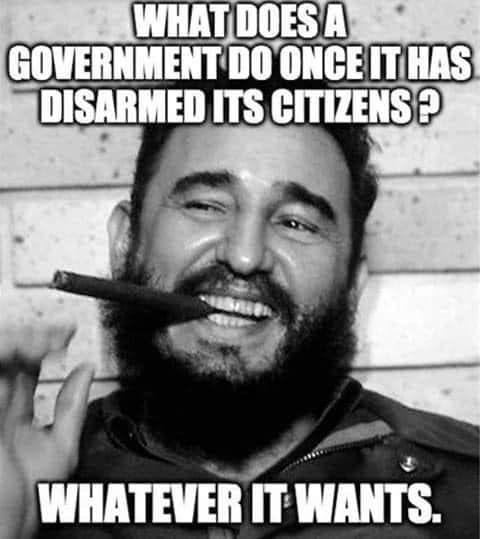 WHAT DOES A
GOVERNMENT DO ONCE IT HAS
DISARMED ITS CITIZENS?
WHATEVER IT WANTS.